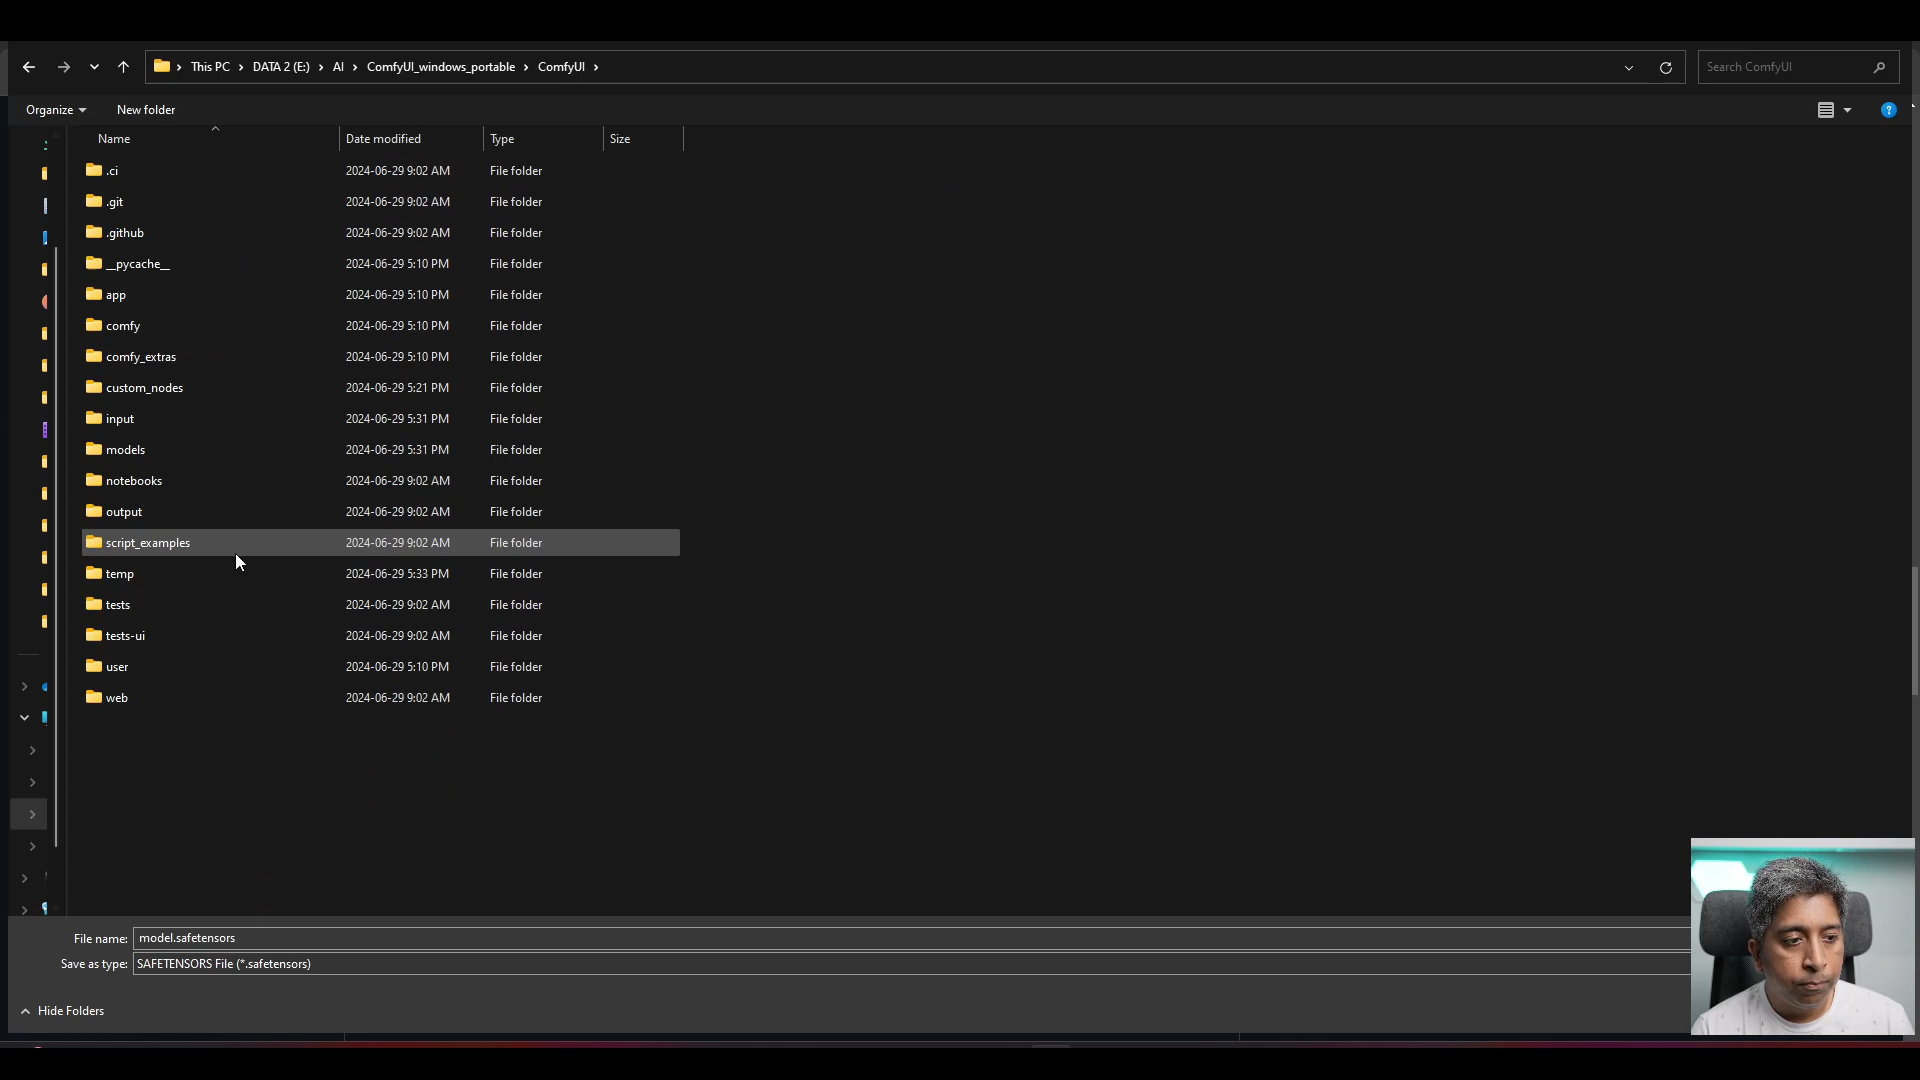 This PC > DATA 2 (E:) > AI > ComfyUI_windows_portable > ComfyUI >
Search ComfyUI
Organize New folder
Name Date modified Type Size
.ci 2024-06-29 9:02 AM File folder
.git 2024-06-29 9:02 AM File folder
.github 2024-06-29 9:02 AM File folder
__pycache__ 2024-06-29 5:10 PM File folder
app 2024-06-29 5:10 PM File folder
comfy 2024-06-29 5:10 PM File folder
comfy_extras 2024-06-29 5:10 PM File folder
custom_nodes 2024-06-29 5:21 PM File folder
input 2024-06-29 5:31 PM File folder
models 2024-06-29 5:31 PM File folder
notebooks 2024-06-29 9:02 AM File folder
output 2024-06-29 9:02 AM File folder
script_examples 2024-06-29 9:02 AM File folder
temp 2024-06-29 5:33 PM File folder
tests 2024-06-29 9:02 AM File folder
tests-ui 2024-06-29 9:02 AM File folder
user 2024-06-29 5:10 PM File folder
web 2024-06-29 9:02 AM File folder
File name: model.safetensors
Save as type: SAFETENSORS File (*.safetensors)
Hide Folders